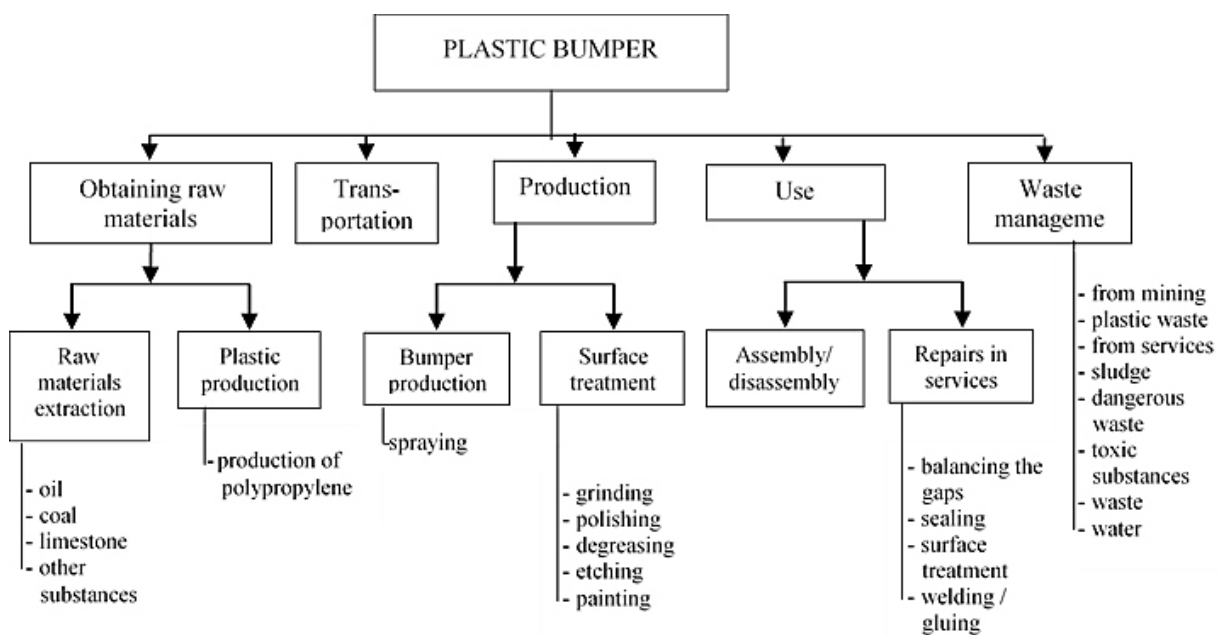 PLASTIC BUMPER
Obtaining raw
materials
Trans-
portation
Production
Use
Waste
manageme
Raw
materials
extraction
Plastic
production
Bumper
production
Surface
treatment
Assembly/
disassembly
Repairs in
services
- oil
- coal
- limestone
- other
substances
- production of
polypropylene
-spraying
- grinding
- polishing
- degreasing
- etching
- painting
- balancing the
gaps
- sealing
- surface
treatment
- welding /
gluing
- from mining
- plastic waste
- from services
- sludge
- dangerous
waste
- toxic
substances
- waste
- water